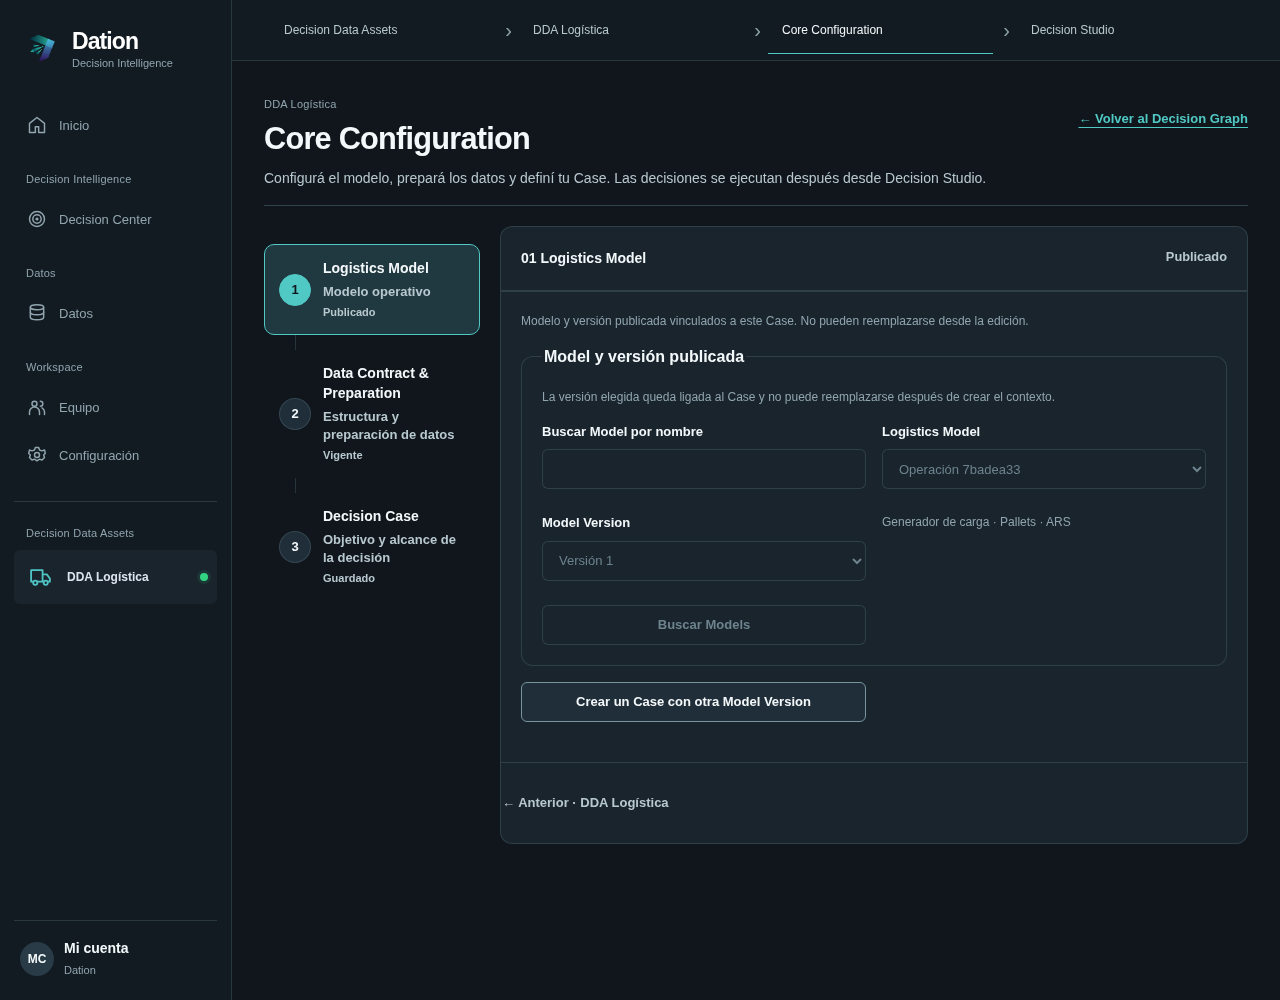 Dation
Decision Intelligence
Inicio
Decision Intelligence
Decision Center
Datos
Datos
Workspace
Equipo
Configuración
Decision Data Assets
DDA Logística
MC
Mi cuenta
Dation
Decision Data Assets
›
DDA Logística
›
Core Configuration
›
Decision Studio
DDA Logística
Core Configuration
← Volver al Decision Graph
Configurá el modelo, prepará los datos y definí tu Case. Las decisiones se ejecutan después desde Decision Studio.
1
Logistics Model
Modelo operativo
Publicado
2
Data Contract &
Preparation
Estructura y
preparación de datos
Vigente
3
Decision Case
Objetivo y alcance de
la decisión
Guardado
01 Logistics Model
Publicado
Modelo y versión publicada vinculados a este Case. No pueden reemplazarse desde la edición.
Model y versión publicada
La versión elegida queda ligada al Case y no puede reemplazarse después de crear el contexto.
Buscar Model por nombre
Logistics Model
Operación 7badea33
Model Version
Generador de carga · Pallets · ARS
Versión 1
Buscar Models
Crear un Case con otra Model Version
← Anterior · DDA Logística